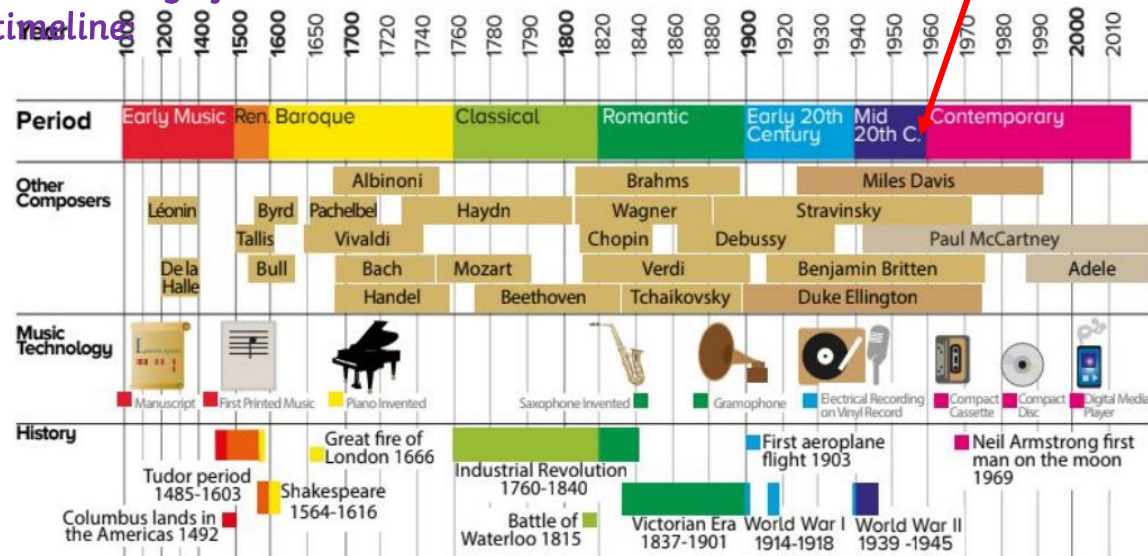 timeline:
Year
1000 1200 1400 1500 1600 1650 1700 1720 1740 1760 1780 1790 1800 1820 1840 1860 1880 1900 1920 1930 1940 1950 1960 1970 1980 1990 2000 2010
Period
Early Music Ren. Baroque Classical Romantic Early 20th Century Mid 20th C. Contemporary
Other
Composers
Albinoni Brahms Miles Davis
Léonin Byrd Pachelbel Haydn Wagner Stravinsky
Tallis Vivaldi Chopin Debussy Paul McCartney
De la
Halle
Bull Bach Mozart Verdi Benjamin Britten Adele
Handel Beethoven Tchaikovsky Duke Ellington
Music
Technology
Manuscript
First Printed Music
Piano Invented
Saxophone Invented
Gramophone
Electrical Recording
on Vinyl Record
Compact
Cassette
Compact
Disc
Digital Media
Player
History
Tudor period
1485-1603
Great fire of
London 1666
Industrial Revolution
1760-1840
First aeroplane
flight 1903
Neil Armstrong first
man on the moon
1969
Columbus lands in
the Americas 1492
Shakespeare
1564-1616
Battle of
Waterloo 1815
Victorian Era
1837-1901
World War I
1914-1918
World War II
1939 -1945